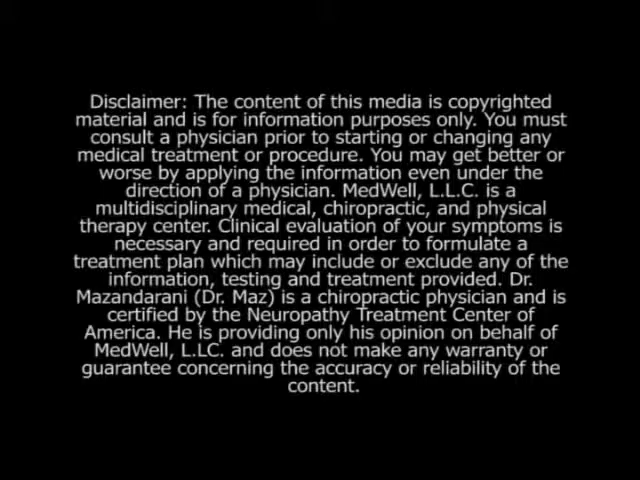 Disclaimer: The content of this media is copyrighted
material and is for information purposes only. You must
consult a physician prior to starting or changing any
medical treatment or procedure. You may get better or
worse by applying the information even under the
direction of a physician. MedWell, L.L.C. is a
multidisciplinary medical, chiropractic, and physical
therapy center. Clinical evaluation of your symptoms is
necessary and required in order to formulate a
treatment plan which may include or exclude any of the
information, testing and treatment provided. Dr.
Mazandarani (Dr. Maz) is a chiropractic physician and is
certified by the Neuropathy Treatment Center of
America. He is providing only his opinion on behalf of
MedWell, L.LC. and does not make any warranty or
guarantee concerning the accuracy or reliability of the
content.